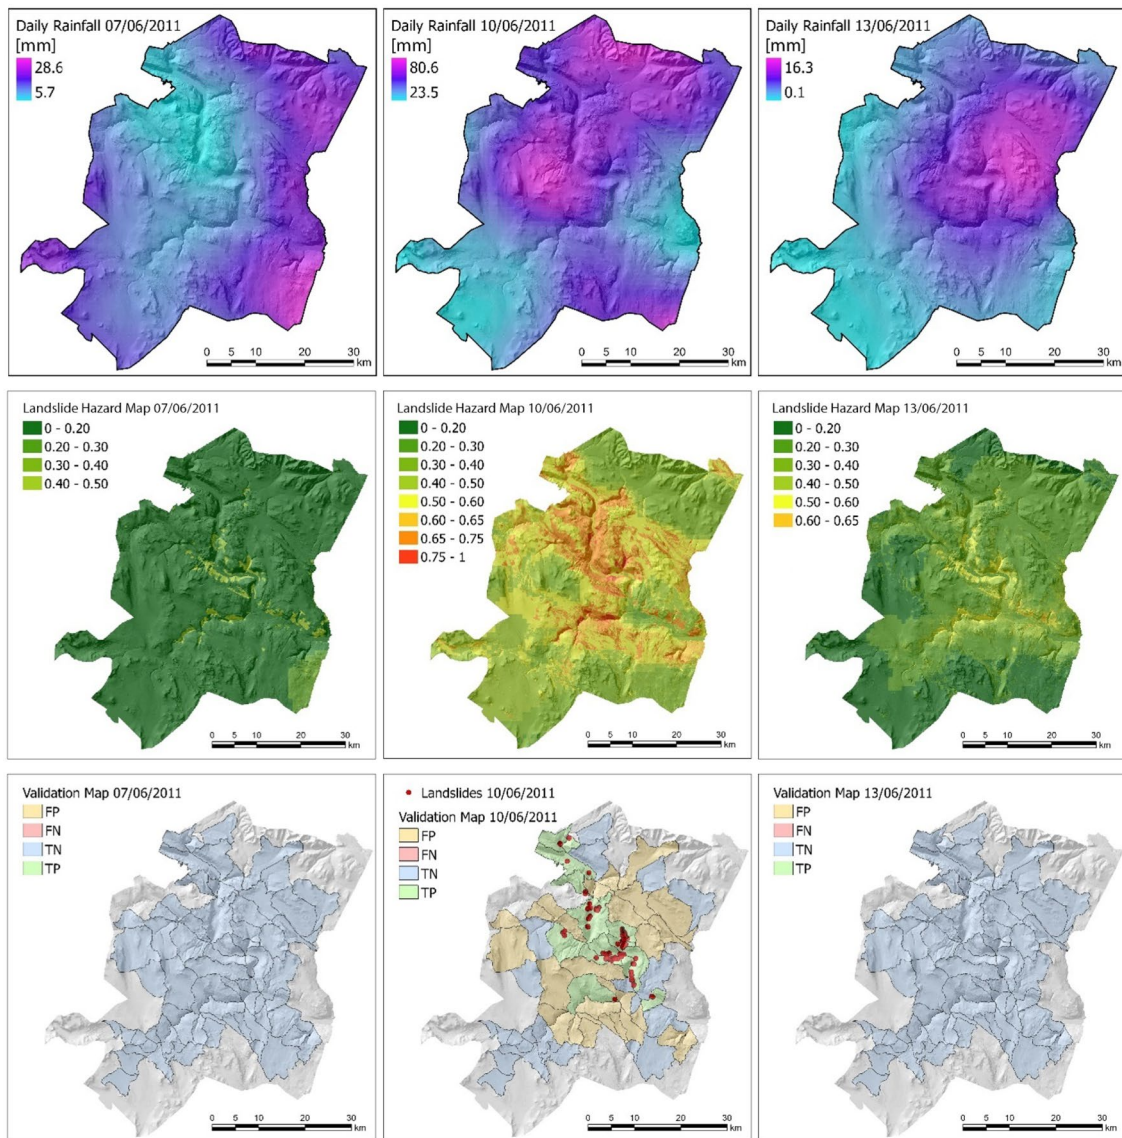 Daily Rainfall 07/06/2011
[mm]
28.6
5.7
0 5 10 20 30
km
Daily Rainfall 10/06/2011
[mm]
80.6
23.5
0 5 10 20 30
km
Daily Rainfall 13/06/2011
[mm]
16.3
0.1
0 5 10 20 30
km
Landslide Hazard Map 07/06/2011
0 - 0.20
0.20 - 0.30
0.30 - 0.40
0.40 - 0.50
0 5 10 20 30
km
Landslide Hazard Map 10/06/2011
0 - 0.20
0.20 - 0.30
0.30 - 0.40
0.40 - 0.50
0.50 - 0.60
0.60 - 0.65
0.65 - 0.75
0.75 - 1
0 5 10 20 30
km
Landslide Hazard Map 13/06/2011
0 - 0.20
0.20 - 0.30
0.30 - 0.40
0.40 - 0.50
0.50 - 0.60
0.60 - 0.65
0 5 10 20 30
km
Validation Map 07/06/2011
FP
FN
TN
TP
0 5 10 20 30
km
Landslides 10/06/2011
Validation Map 10/06/2011
FP
FN
TN
TP
0 5 10 20 30
km
Validation Map 13/06/2011
FP
FN
TN
TP
0 5 10 20 30
km